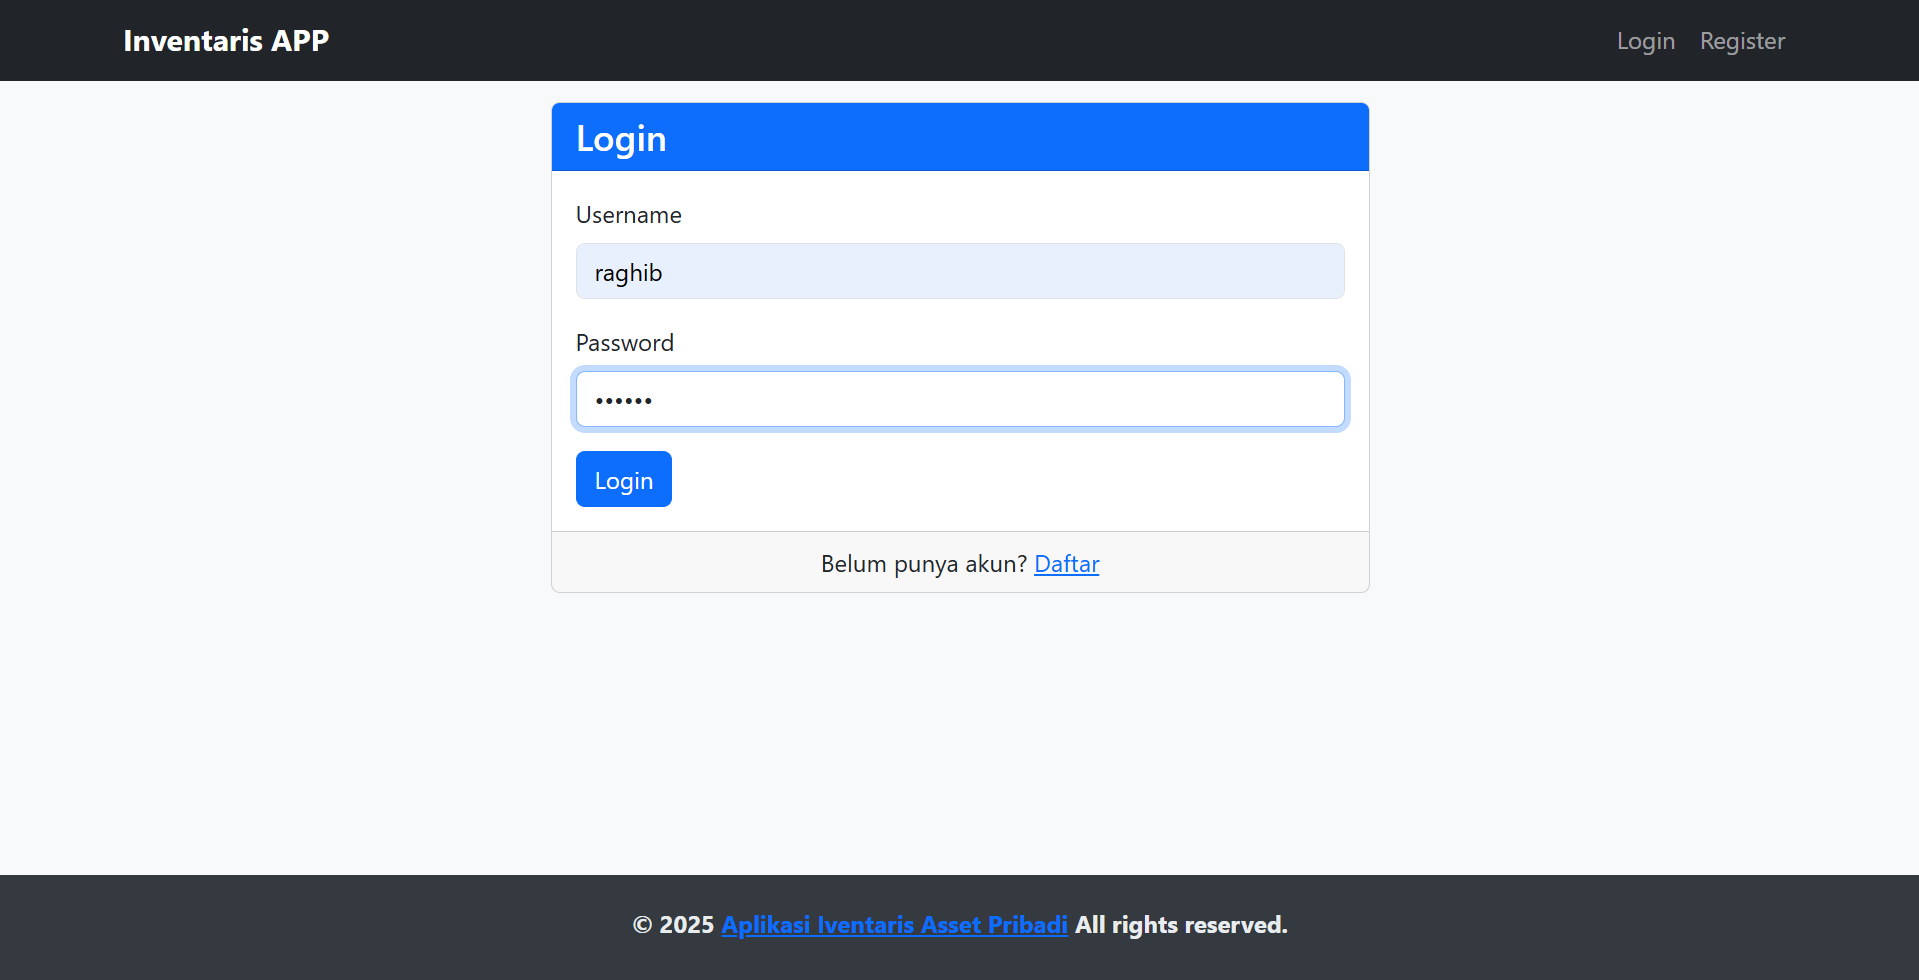 Inventaris APP
Login Register
Login
Username
raghib
Password
••••••
Login
Belum punya akun? Daftar
© 2025 Aplikasi Iventaris Asset Pribadi All rights reserved.